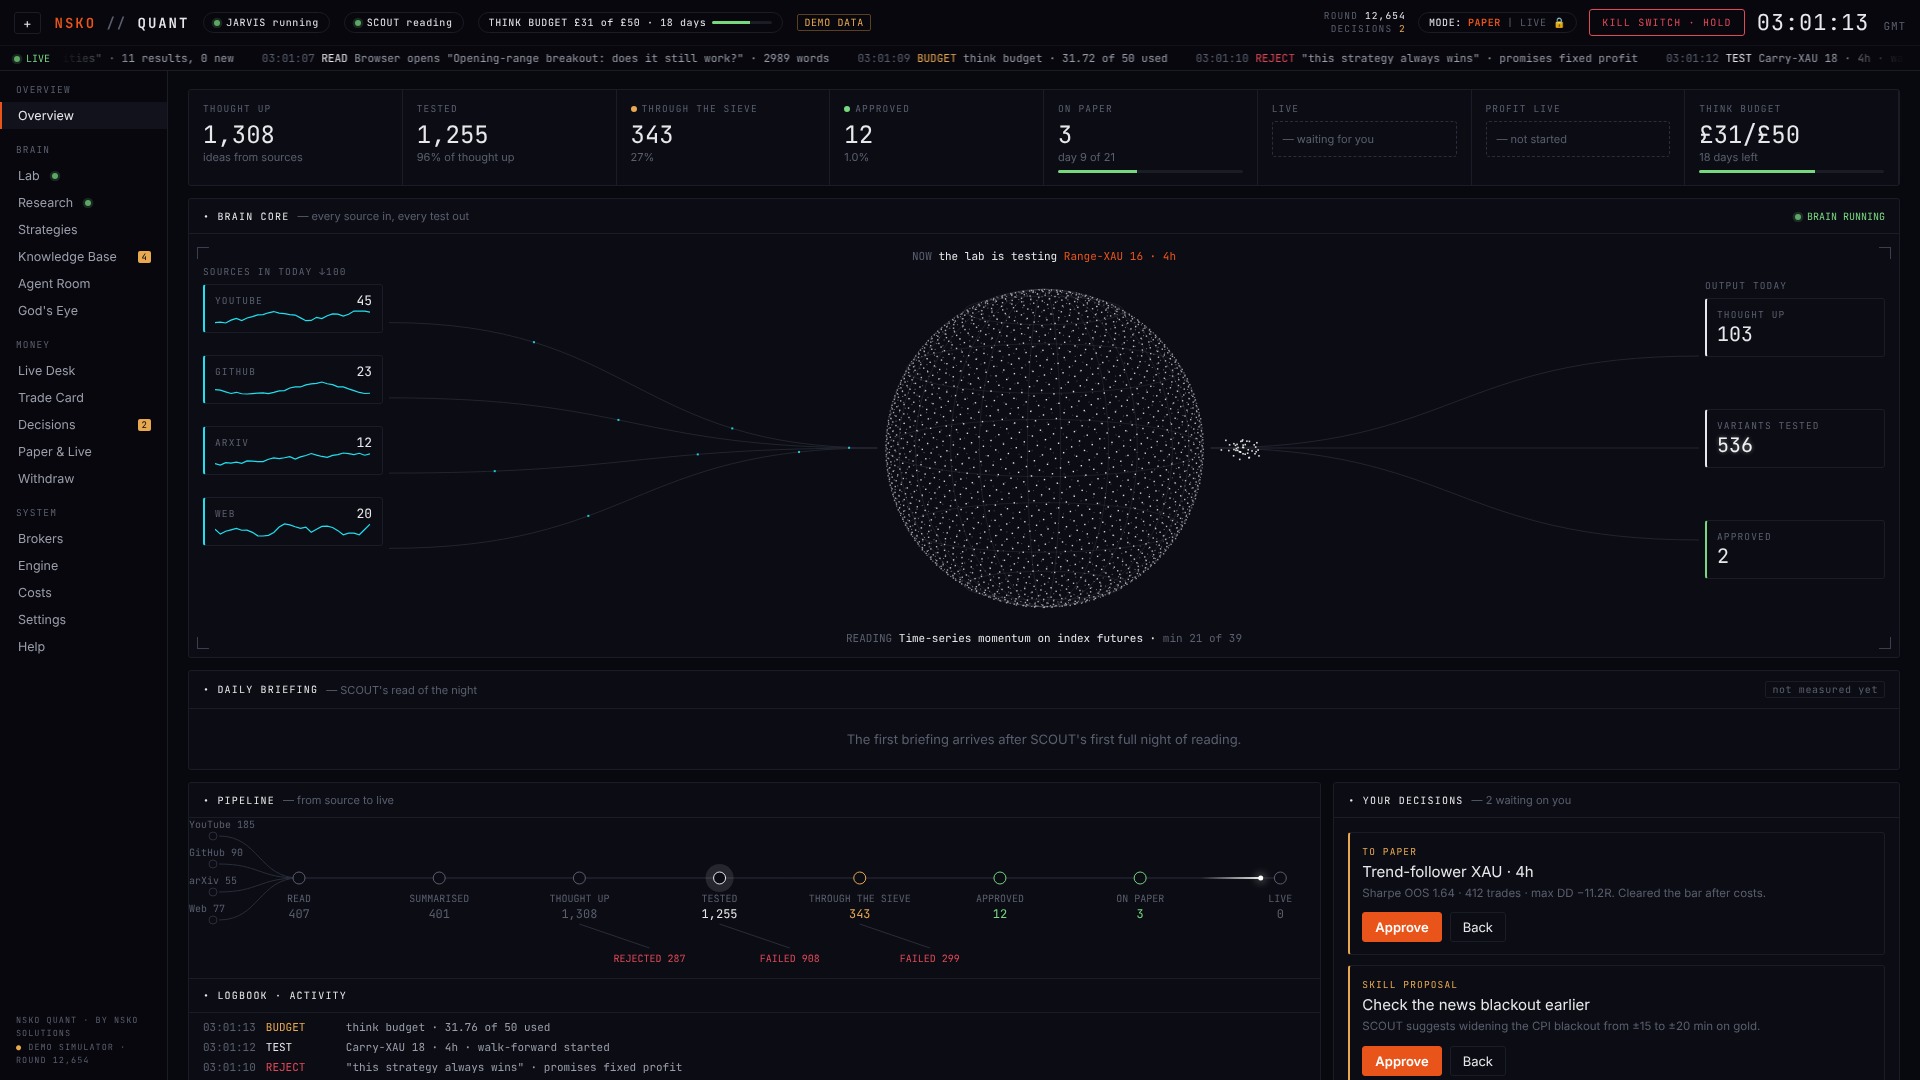 + NSKO // QUANT JARVIS running SCOUT reading THINK BUDGET £31 of £50 · 18 days DEMO DATA
ROUND 12,654
DECISIONS 2
MODE: PAPER | LIVE KILL SWITCH · HOLD 03:01:13 GMT
LIVE · 11 results, 0 new 03:01:07 READ Browser opens "Opening-range breakout: does it still work?" · 2989 words 03:01:09 BUDGET think budget · 31.72 of 50 used 03:01:10 REJECT "this strategy always wins" · promises fixed profit 03:01:12 TEST Carry-XAU 18 · 4h ·
OVERVIEW
Overview
BRAIN
Lab
Research
Strategies
Knowledge Base 4
Agent Room
God's Eye
MONEY
Live Desk
Trade Card
Decisions 2
Paper & Live
Withdraw
SYSTEM
Brokers
Engine
Costs
Settings
Help
NSKO QUANT · BY NSKO
SOLUTIONS
DEMO SIMULATOR ·
ROUND 12,654
THOUGHT UP
1,308
ideas from sources
TESTED
1,255
96% of thought up
THROUGH THE SIEVE
343
27%
APPROVED
12
1.0%
ON PAPER
3
day 9 of 21
LIVE
— waiting for you
PROFIT LIVE
— not started
THINK BUDGET
£31/£50
18 days left
• BRAIN CORE — every source in, every test out
BRAIN RUNNING
NOW the lab is testing Range-XAU 16 · 4h
SOURCES IN TODAY ↓100
YOUTUBE 45
GITHUB 23
ARXIV 12
WEB 20
OUTPUT TODAY
THOUGHT UP
103
VARIANTS TESTED
536
APPROVED
2
READING Time-series momentum on index futures · min 21 of 39
• DAILY BRIEFING — SCOUT's read of the night
not measured yet
The first briefing arrives after SCOUT's first full night of reading.
• PIPELINE — from source to live
YouTube 185
GitHub 90
arXiv 55
Web 77
READ
407
SUMMARISED
401
THOUGHT UP
1,308
TESTED
1,255
THROUGH THE SIEVE
343
APPROVED
12
ON PAPER
3
LIVE
0
REJECTED 287
FAILED 908
FAILED 299
• LOGBOOK · ACTIVITY
03:01:13 BUDGET think budget · 31.76 of 50 used
03:01:12 TEST Carry-XAU 18 · 4h · walk-forward started
03:01:10 REJECT "this strategy always wins" · promises fixed profit
• YOUR DECISIONS — 2 waiting on you
TO PAPER
Trend-follower XAU · 4h
Sharpe OOS 1.64 · 412 trades · max DD −11.2R. Cleared the bar after costs.
Approve Back
SKILL PROPOSAL
Check the news blackout earlier
SCOUT suggests widening the CPI blackout from ±15 to ±20 min on gold.
Approve Back